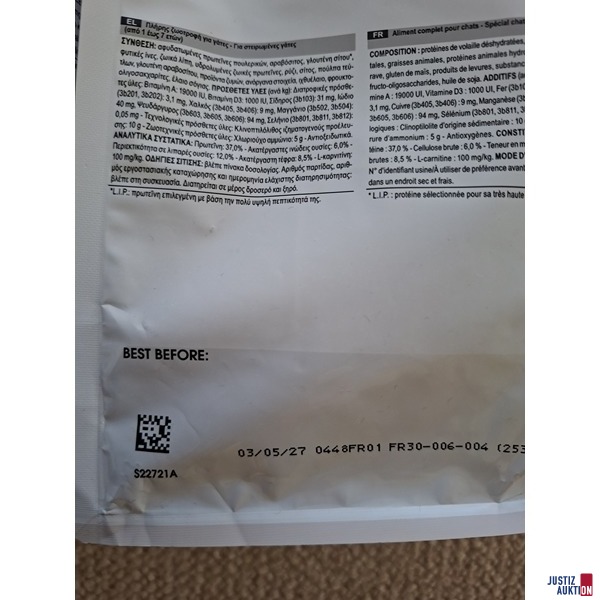 EL Πλήρης ζωοτροφή για γάτες - Για στειρωμένες γάτες
(από 1 έως 7 ετών)
ΣΥΝΘΕΣΗ: αφυδατωμένες πρωτεΐνες πουλερικών, αραβόσιτος, γλουτένη σίτου*,
φυτικές ίνες, ζωικά λίπη, υδρολυμένες ζωικές πρωτεΐνες, ρύζι, σίτος, πούλπα τεύ-
τλων, γλουτένη αραβοσίτου, προϊόντα ζυμών, ανόργανα στοιχεία, ιχθυέλαιο, φρουκτο-
ολιγοσακχαρίτες, έλαιο σόγιας. ΠΡΟΣΘΕΤΕΣ ΥΛΕΣ (ανά kg): Διατροφικές πρόσθε-
τες ύλες: Βιταμίνη A: 19000 IU, Βιταμίνη D3: 1000 IU, Σίδηρος (3b103): 31 mg, Ιώδιο
(3b201, 3b202): 3,1 mg, Χαλκός (3b405, 3b406): 9 mg, Μαγγάνιο (3b502, 3b504):
40 mg, Ψευδάργυρος (3b603, 3b605, 3b606): 94 mg, Σελήνιο (3b801, 3b811, 3b812):
0,05 mg - Τεχνολογικές πρόσθετες ύλες: Κλινοπτιλόλιθος ιζηματογενούς προέλευ-
σης: 10 g - Ζωοτεχνικές πρόσθετες ύλες: Χλωριούχο αμμώνιο: 5 g - Αντιοξειδωτικά.
ΑΝΑΛΥΤΙΚΑ ΣΥΣΤΑΤΙΚΑ: Πρωτεΐνη: 37,0% - Ακατέργαστες ινώδεις ουσίες: 6,0% -
Περιεκτικότητα σε λιπαρές ουσίες: 12,0% - Ακατέργαστη τέφρα: 8,5% - L-καρνιτίνη:
100 mg/kg. ΟΔΗΓΙΕΣ ΣΙΤΙΣΗΣ: βλέπε πίνακα δοσολογίας. Αριθμός παρτίδας, αριθ-
μός εργοστασιακής καταχώρησης και ημερομηνία ελάχιστης διατηρησιμότητας:
βλέπε στη συσκευασία. Διατηρείται σε μέρος δροσερό και ξηρό.
*L.I.P.: πρωτεΐνη επιλεγμένη με βάση την πολύ υψηλή πεπτικότητά της.
FR Aliment complet pour chats - Spécial chat
COMPOSITION : protéines de volaille déshydratées,
tales, graisses animales, protéines animales hydro
rave, gluten de maïs, produits de levures, substanc
fructo-oligosaccharides, huile de soja. ADDITIFS (a
mine A : 19000 UI, Vitamine D3 : 1000 UI, Fer (3b1
3,1 mg, Cuivre (3b405, 3b406) : 9 mg, Manganèse (3b
3b605, 3b606) : 94 mg, Sélénium (3b801, 3b811, 3
logiques : Clinoptilolite d'origine sédimentaire : 10
rure d'ammonium : 5 g - Antioxygènes. CONSTI
téine : 37,0 % - Cellulose brute : 6,0 % - Teneur en m
brutes : 8,5 % - L-carnitine : 100 mg/kg. MODE D'
N° d'identifiant usine/À utiliser de préférence avant
dans un endroit sec et frais.
*L.I.P. : protéine sélectionnée pour sa très haute
BEST BEFORE:
03/05/27 0448FR01 FR30-006-004 (253
S22721A
JUSTIZ
AUKTION